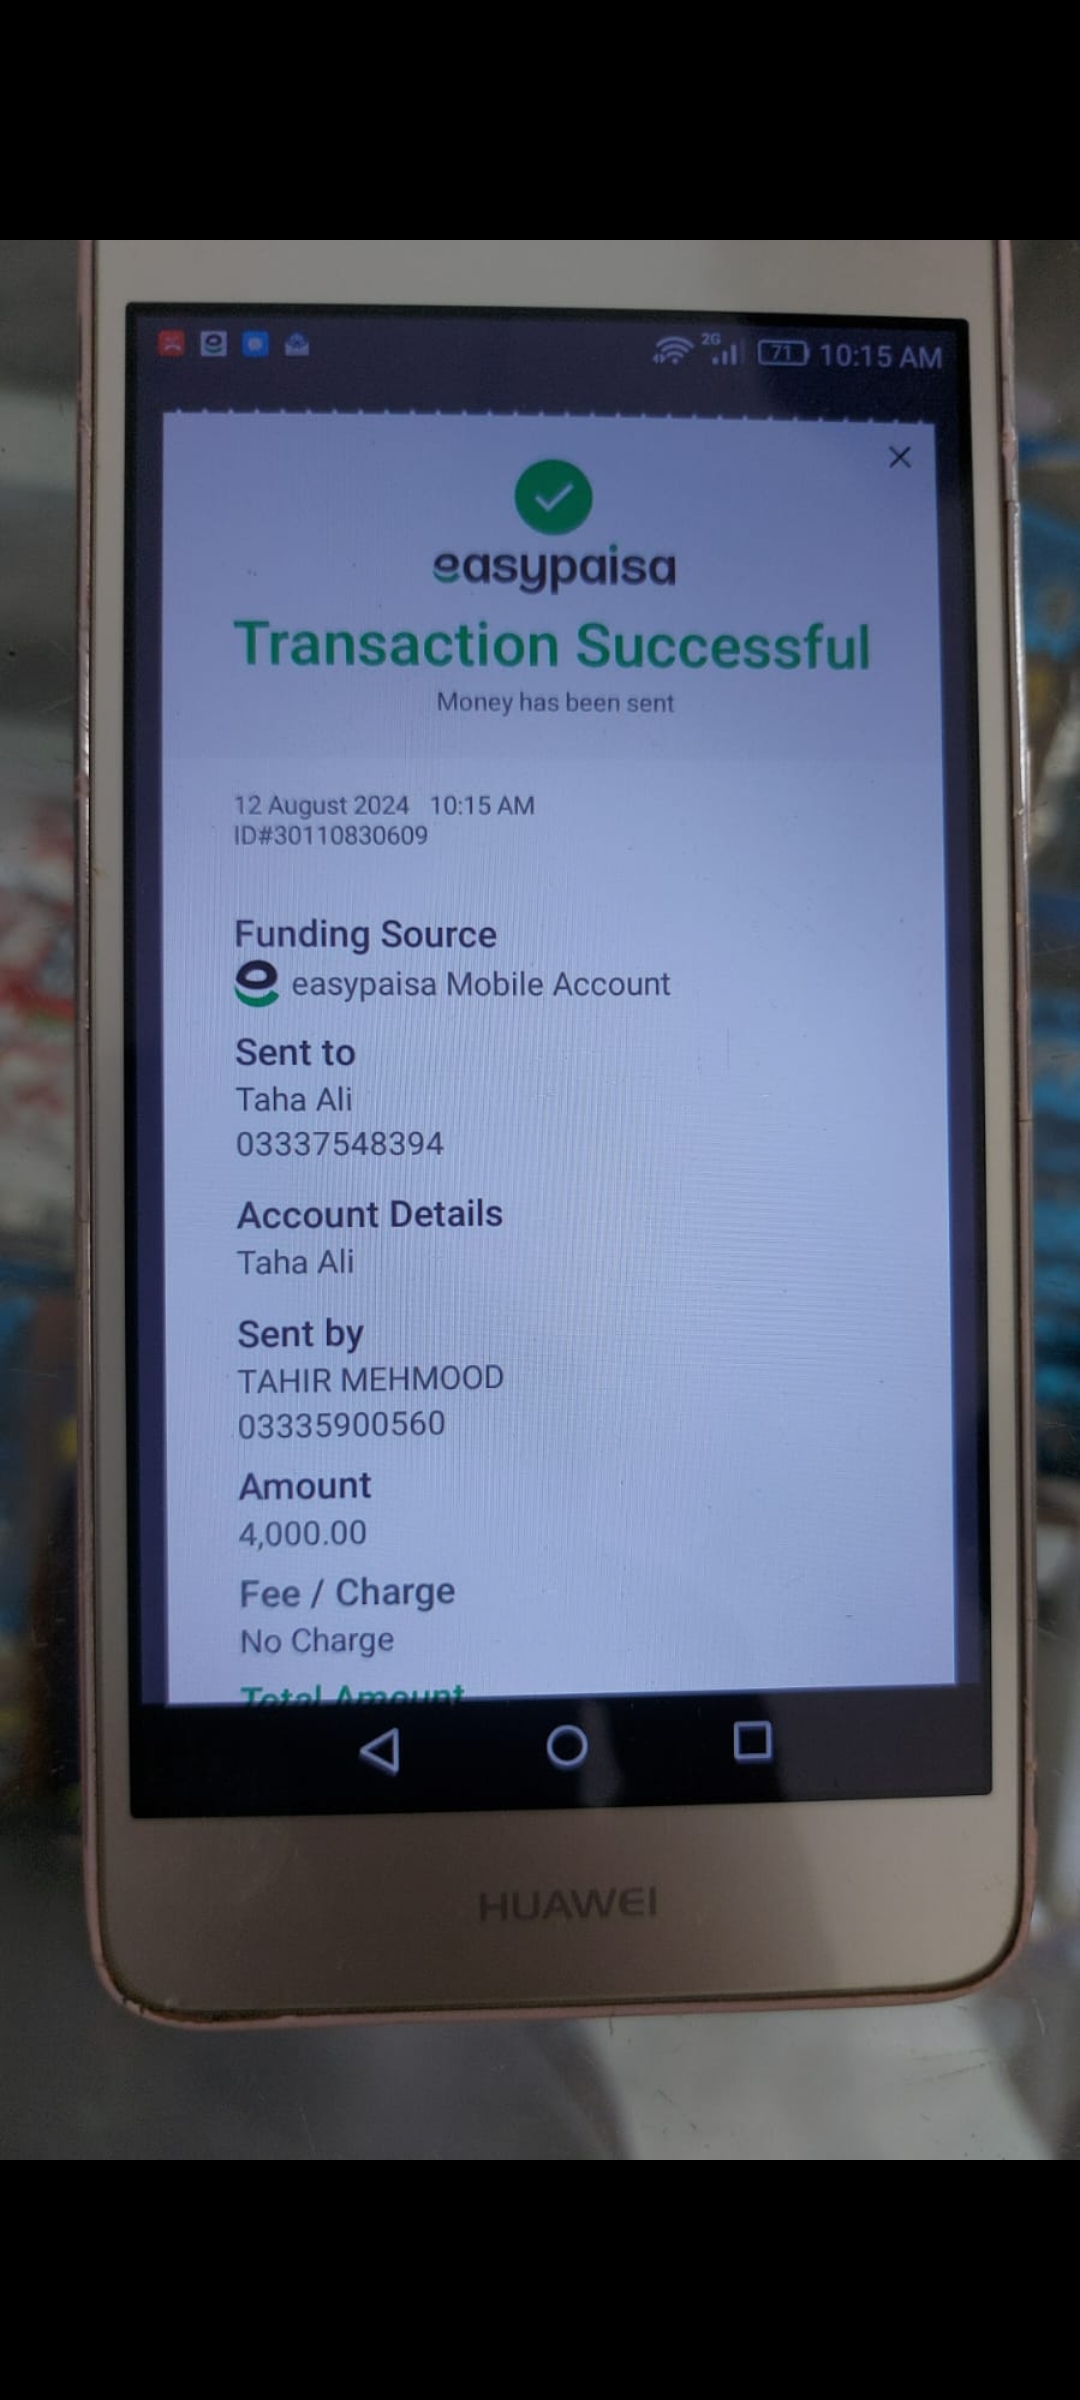 2G
71 10:15 AM
easypaisa
Transaction Successful
Money has been sent
12 August 2024 10:15 AM
ID#30110830609
Funding Source
easypaisa Mobile Account
Sent to
Taha Ali
03337548394
Account Details
Taha Ali
Sent by
TAHIR MEHMOOD
03335900560
Amount
4,000.00
Fee / Charge
No Charge
Total Amount
HUAWEI